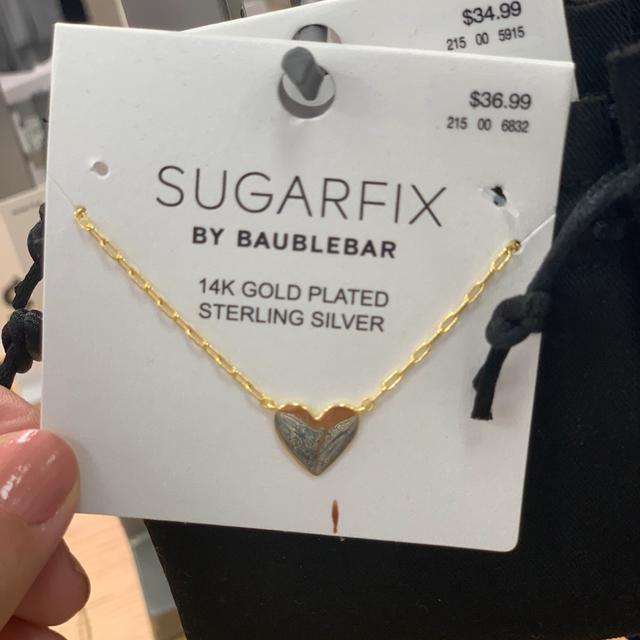 $34.99
215 00 5915
$36.99
215 00 6832
SUGARFIX
BY BAUBLEBAR
14K GOLD PLATED
STERLING SILVER